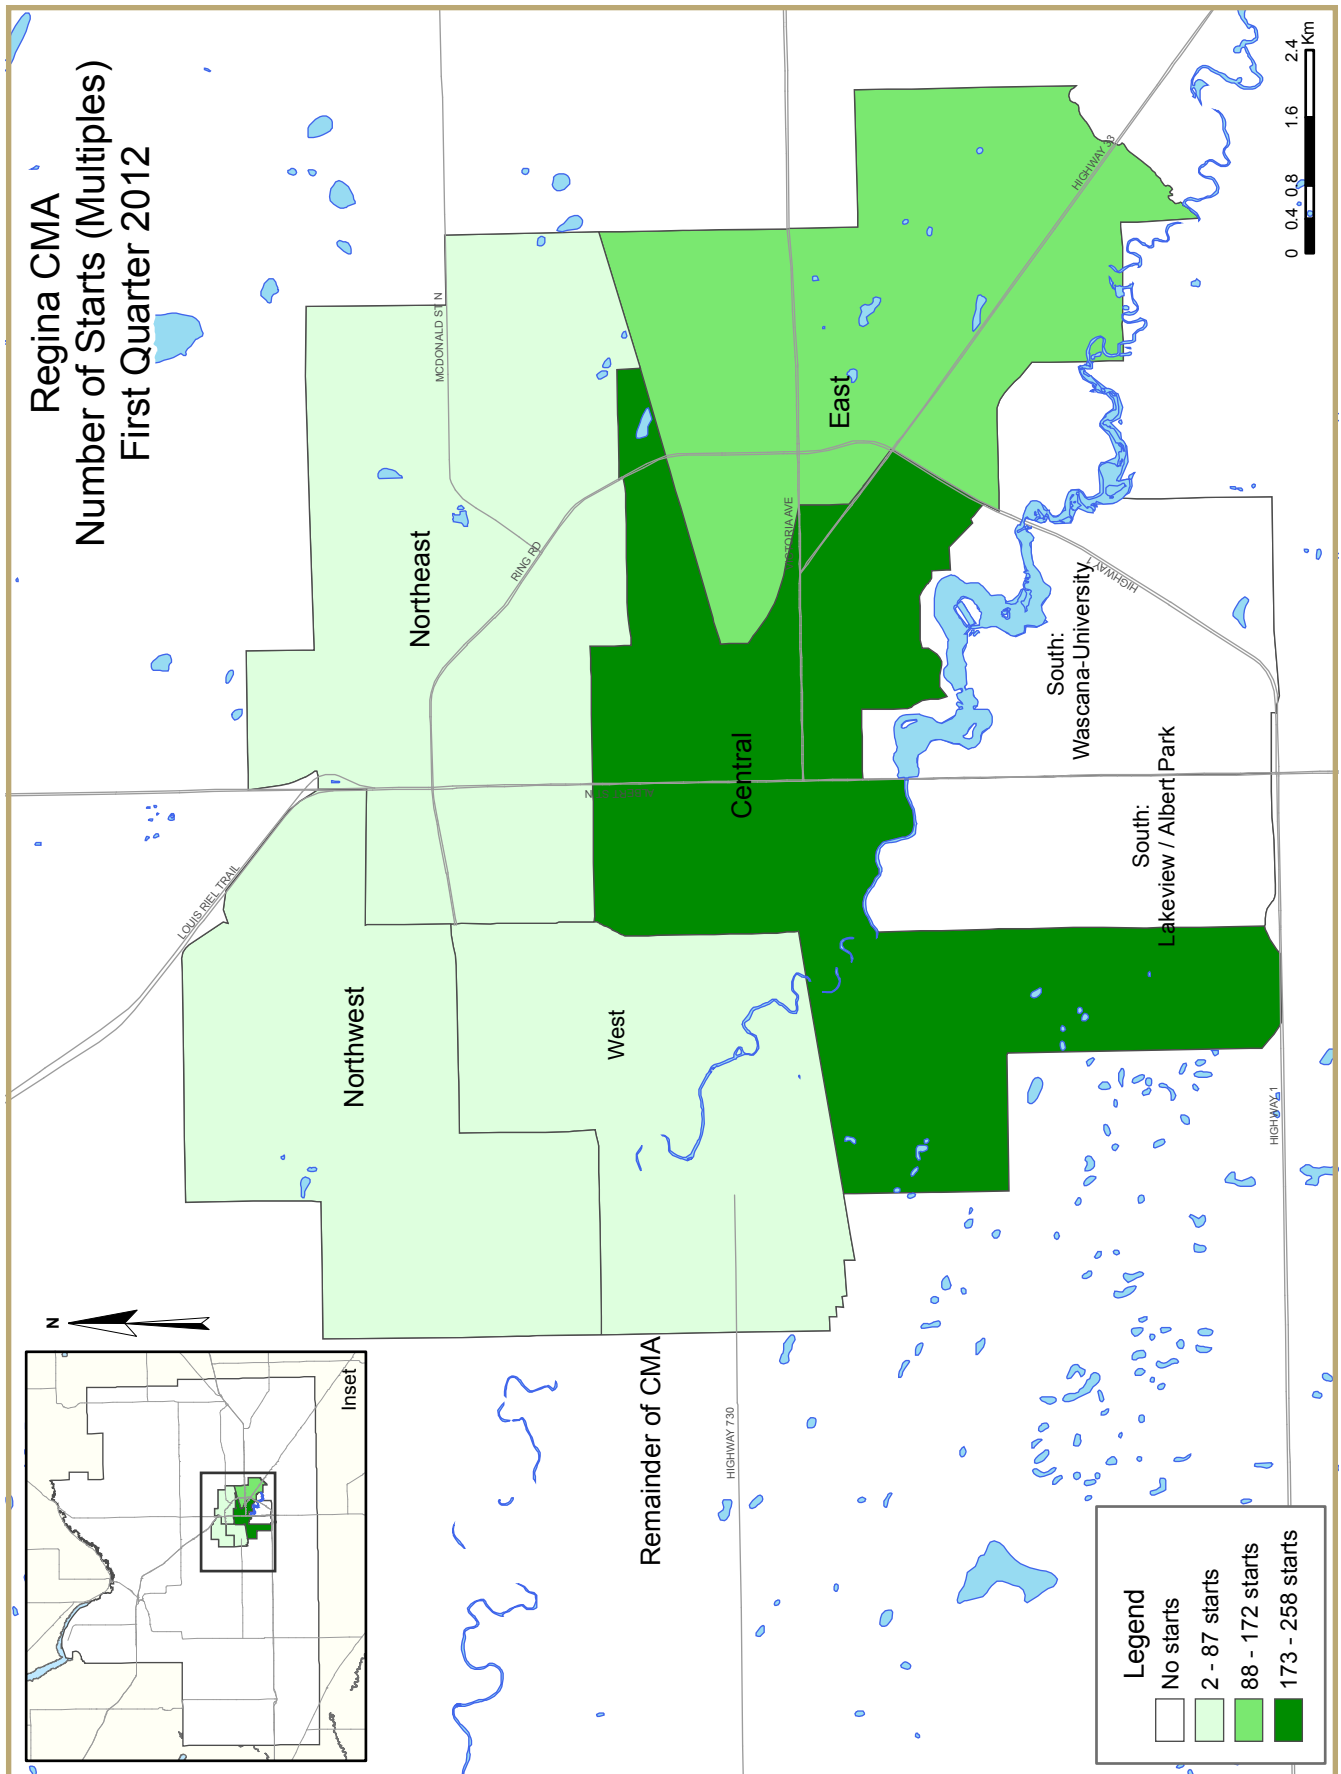 Regina CMA
Number of Starts (Multiples)
First Quarter 2012
N
Inset
LOUIS RIEL TRAIL
MCDONALD ST N
RING RD
Northwest
Northeast
West
Central
East
VICTORIA AVE
HIGHWAY 33
Remainder of CMA
HIGHWAY 730
South:
Lakeview / Albert Park
South:
Wascana-University
HIGHWAY 1
HIGHWAY 1
Legend
No starts
2 - 87 starts
88 - 172 starts
173 - 258 starts
0 0.4 0.8 1.6 2.4
Km